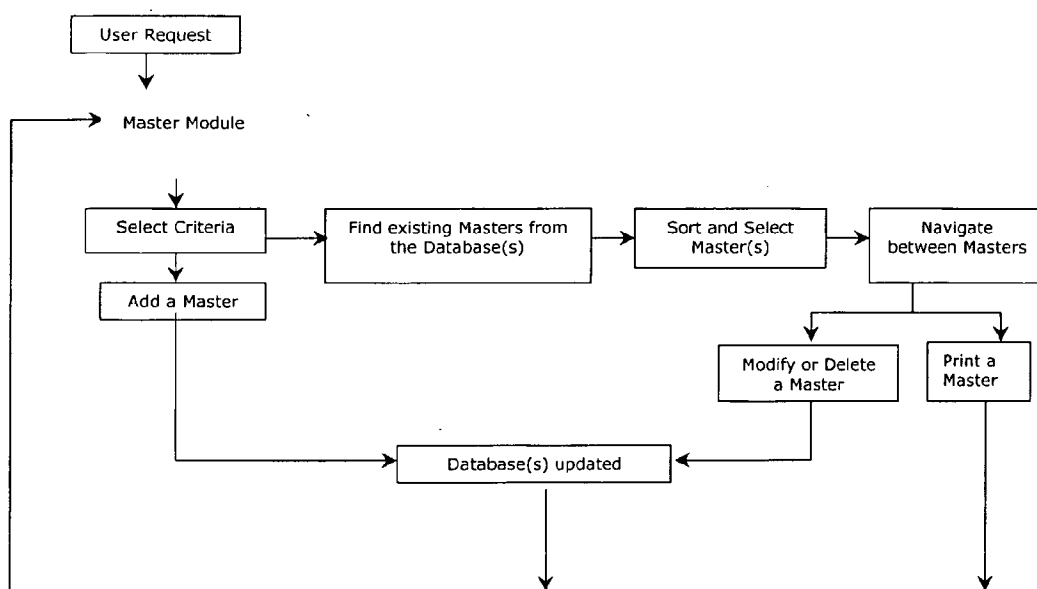 User Request
Master Module
Select Criteria
Find existing Masters from
the Database(s)
Sort and Select
Master(s)
Navigate
between Masters
Add a Master
Modify or Delete
a Master
Print a
Master
Database(s) updated